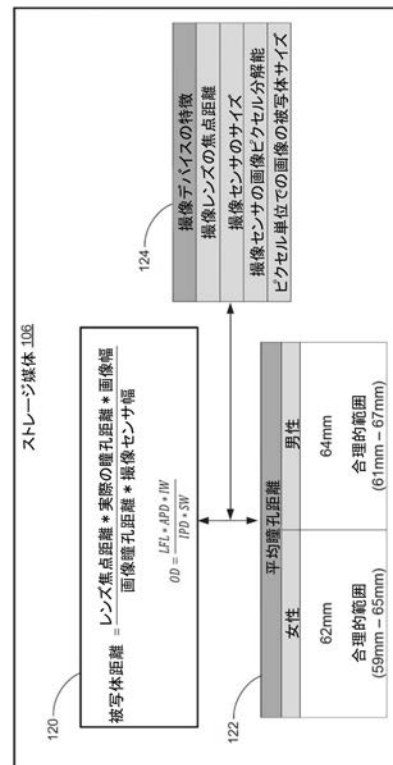 ストレージ媒体 106
120
被写体距離 = レンズ焦点距離 * 実際の瞳孔距離 * 画像幅
画像瞳孔距離 * 撮像センサ幅
OD = LFL * APD * IW
IPD * SW
122
平均瞳孔距離
女性 男性
62mm 64mm
合理的範囲 合理的範囲
(59mm – 65mm) (61mm – 67mm)
124
撮像デバイスの特徴
撮像レンズの焦点距離
撮像センサのサイズ
撮像センサの画像ピクセル分解能
ピクセル単位での画像の被写体サイズ